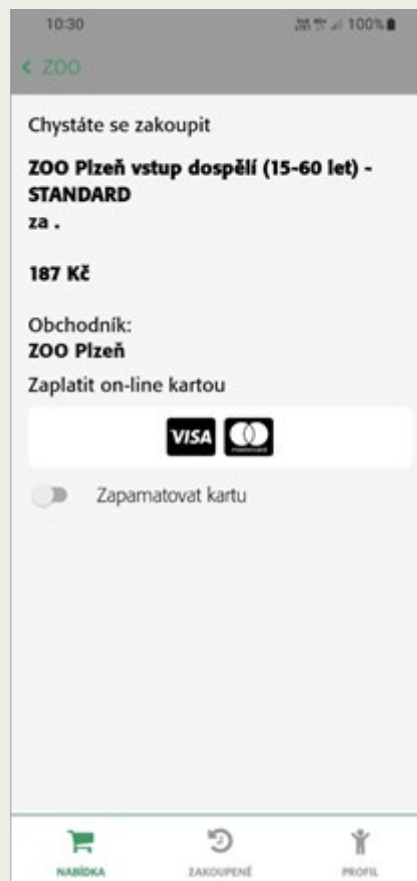 10:30
100%
< ZOO
Chystáte se zakoupit
ZOO Plzeň vstup dospělí (15-60 let) -
STANDARD
za .
187 Kč
Obchodník:
ZOO Plzeň
Zaplatit on-line kartou
VISA
mastercard
Zapamatovat kartu
NABÍDKA ZAKOUPENÉ PROFIL